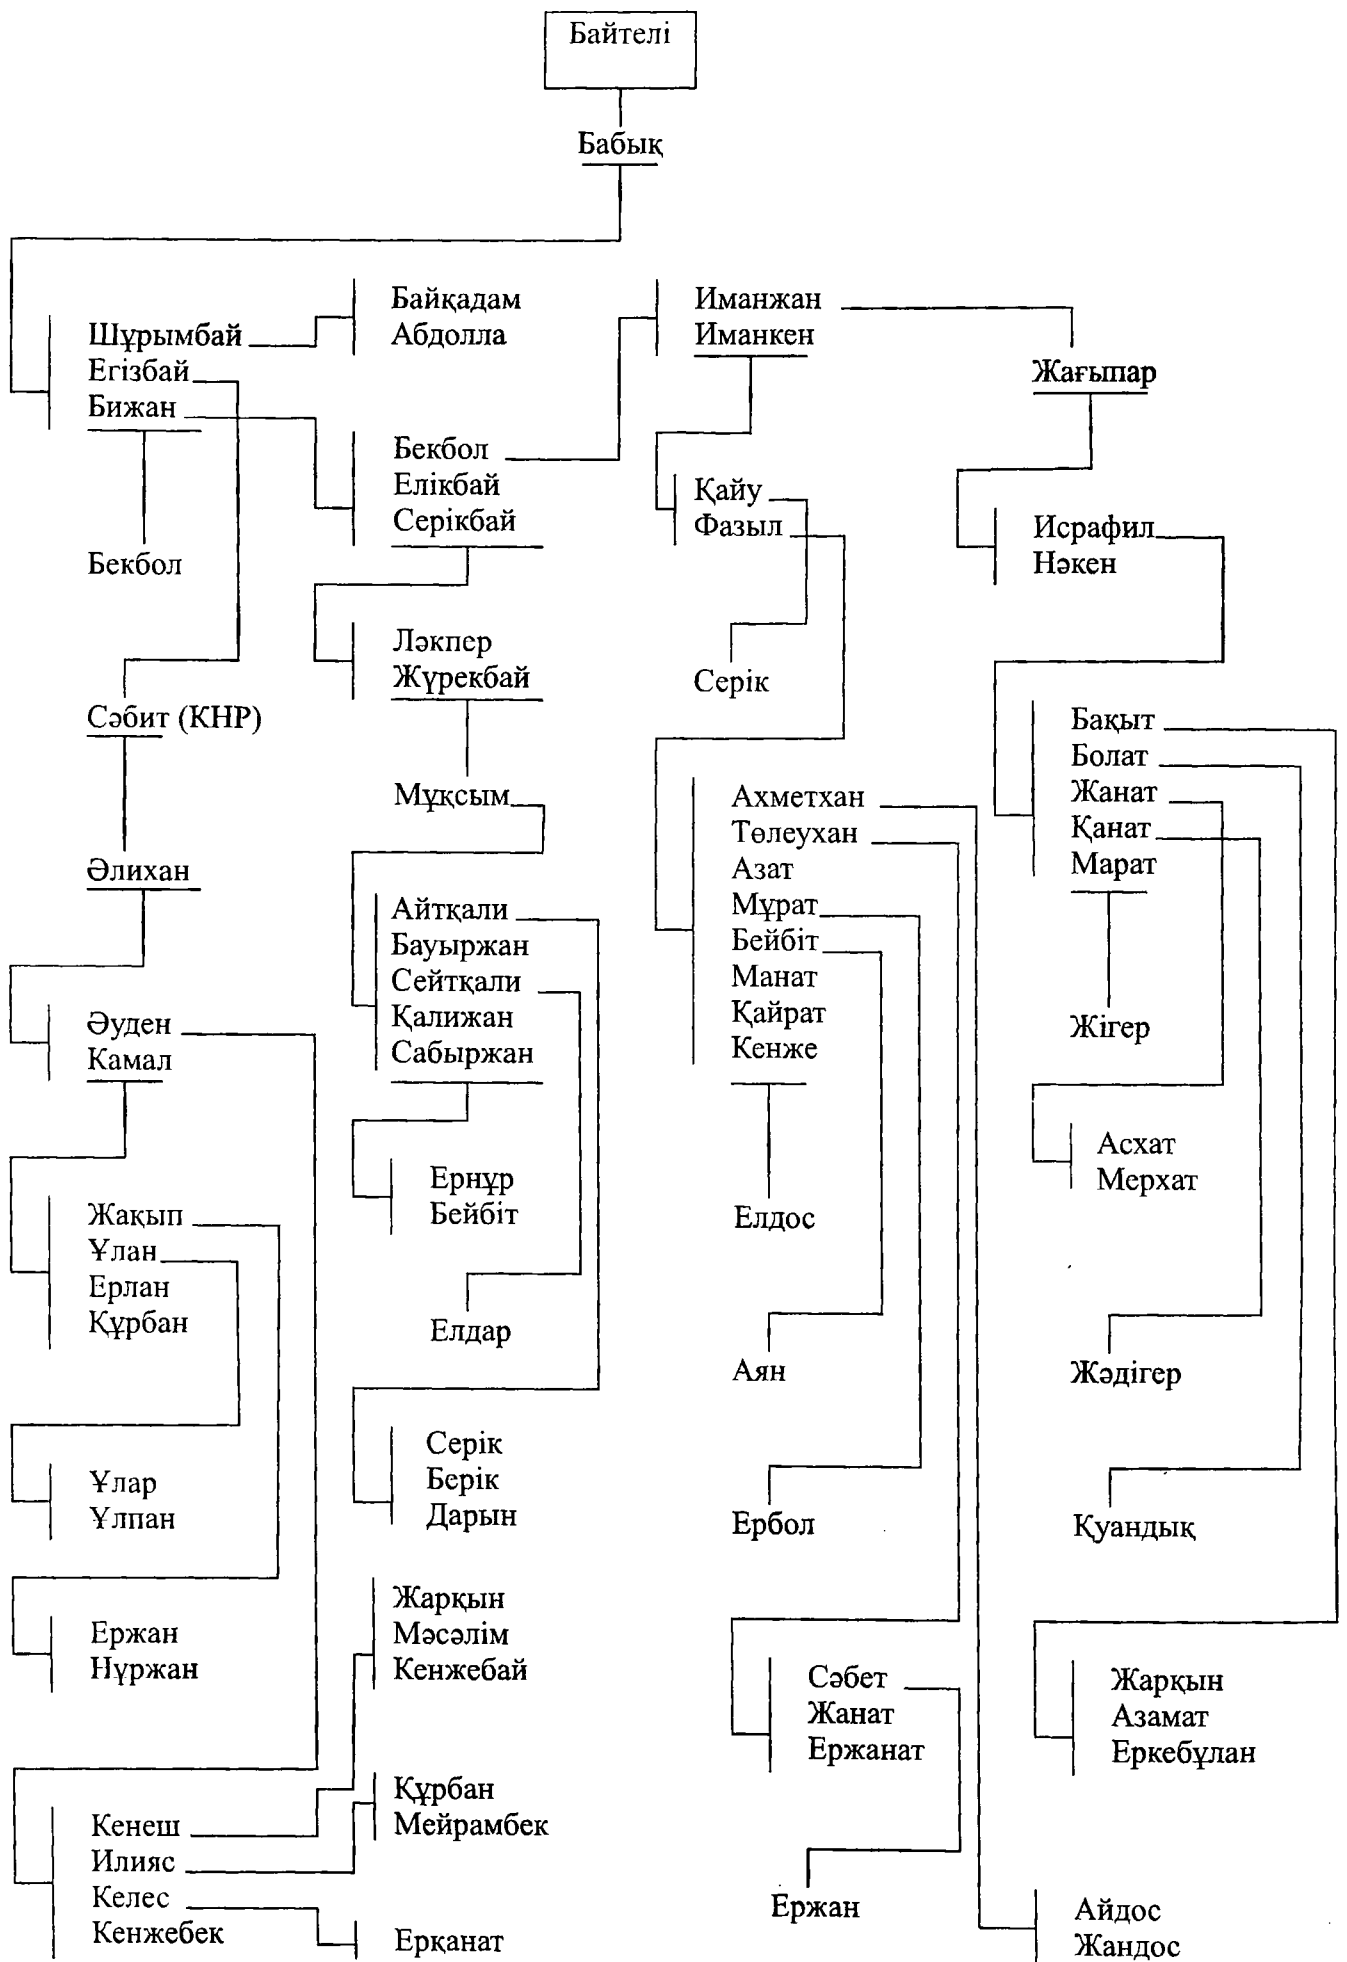 Байтелі
Бабық
Шұрымбай
Егізбай
Бижан
Бекбол
Байқадам
Абдолла
Бекбол
Елікбай
Серікбай
Иманжан
Иманкен
Жағыпар
Қайу
Фазыл
Исрафил
Нәкен
Ләкпер
Жүрекбай
Серік
Сәбит (КНР)
Мұқсым
Әлихан
Бақыт
Болат
Жанат
Қанат
Марат
Ахметхан
Төлеухан
Азат
Мұрат
Бейбіт
Манат
Қайрат
Кенже
Айтқали
Бауыржан
Сейтқали
Қалижан
Сабыржан
Әуден
Камал
Жігер
Асхат
Мерхат
Ернұр
Бейбіт
Елдос
Жақып
Ұлан
Ерлан
Құрбан
Елдар
Аян
Жәдігер
Серік
Берік
Дарын
Ұлар
Ұлпан
Ербол
Қуандық
Ержан
Нұржан
Жарқын
Мәсәлім
Кенжебай
Сәбет
Жанат
Ержанат
Жарқын
Азамат
Еркебұлан
Құрбан
Мейрамбек
Кенеш
Илияс
Келес
Кенжебек
Ерқанат
Ержан
Айдос
Жандос